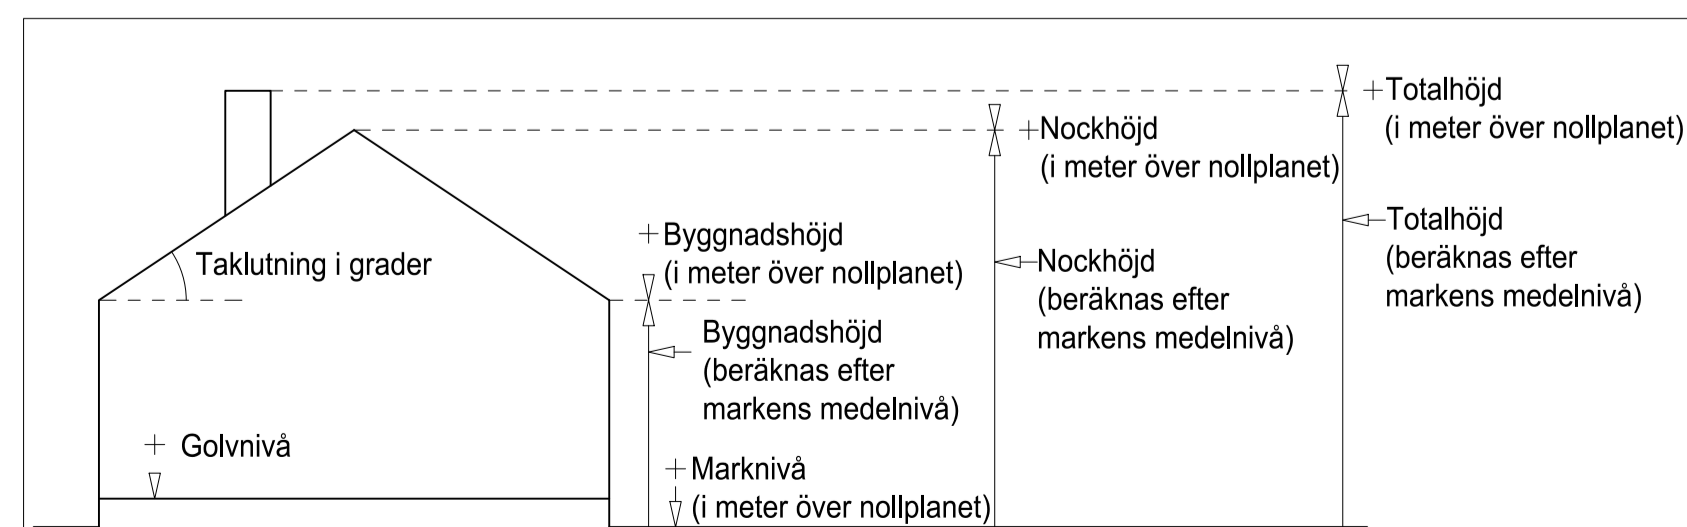 +Totalhöjd
(i meter över nollplanet)
+Nockhöjd
(i meter över nollplanet)
Totalhöjd
(beräknas efter
markens medelnivå)
+Byggnadshöjd
(i meter över nollplanet)
Taklutning i grader
Nockhöjd
(beräknas efter
markens medelnivå)
Byggnadshöjd
(beräknas efter
markens medelnivå)
+ Golvnivå
+Marknivå
(i meter över nollplanet)